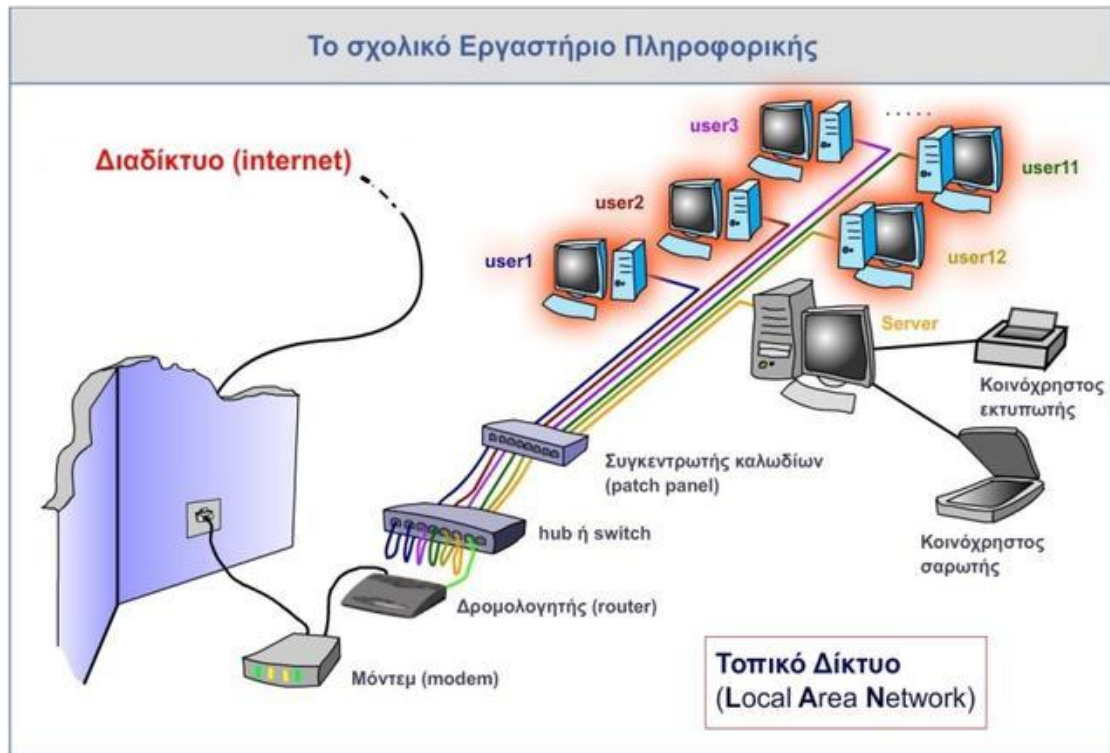 Το σχολικό Εργαστήριο Πληροφορικής
Διαδίκτυο (internet)
user3
.....
user11
user2
user12
user1
Server
Κοινόχρηστος
εκτυπωτής
Συγκεντρωτής καλωδίων
(patch panel)
hub ή switch
Κοινόχρηστος
σαρωτής
Δρομολογητής (router)
Μόντεμ (modem)
Τοπικό Δίκτυο
(Local Area Network)